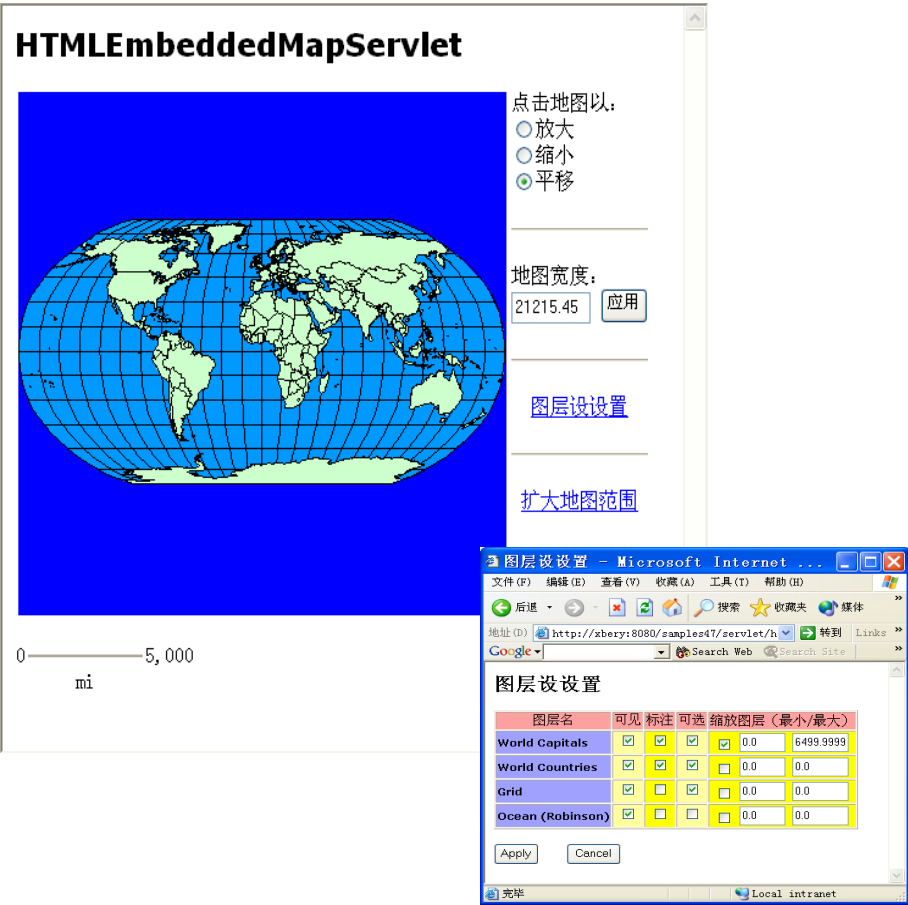 HTMLEmbeddedMapServlet
点击地图以:
放大
缩小
平移
地图宽度:
21215.45 应用
图层设设置
扩大地图范围
0 5,000
mi
图层设设置 - Microsoft Internet ...
文件(F) 编辑(E) 查看(V) 收藏(A) 工具(T) 帮助(H)
后退 搜索 收藏夹 媒体 »
地址(D) http://xbery:8080/samples47/servlet/h 转到 Links »
Google Search Web Search Site »
图层设设置
图层名 可见 标注 可选 缩放图层（最小/最大）
World Capitals 0.0 6499.9999
World Countries 0.0 0.0
Grid 0.0 0.0
Ocean (Robinson) 0.0 0.0
Apply Cancel
完毕 Local intranet